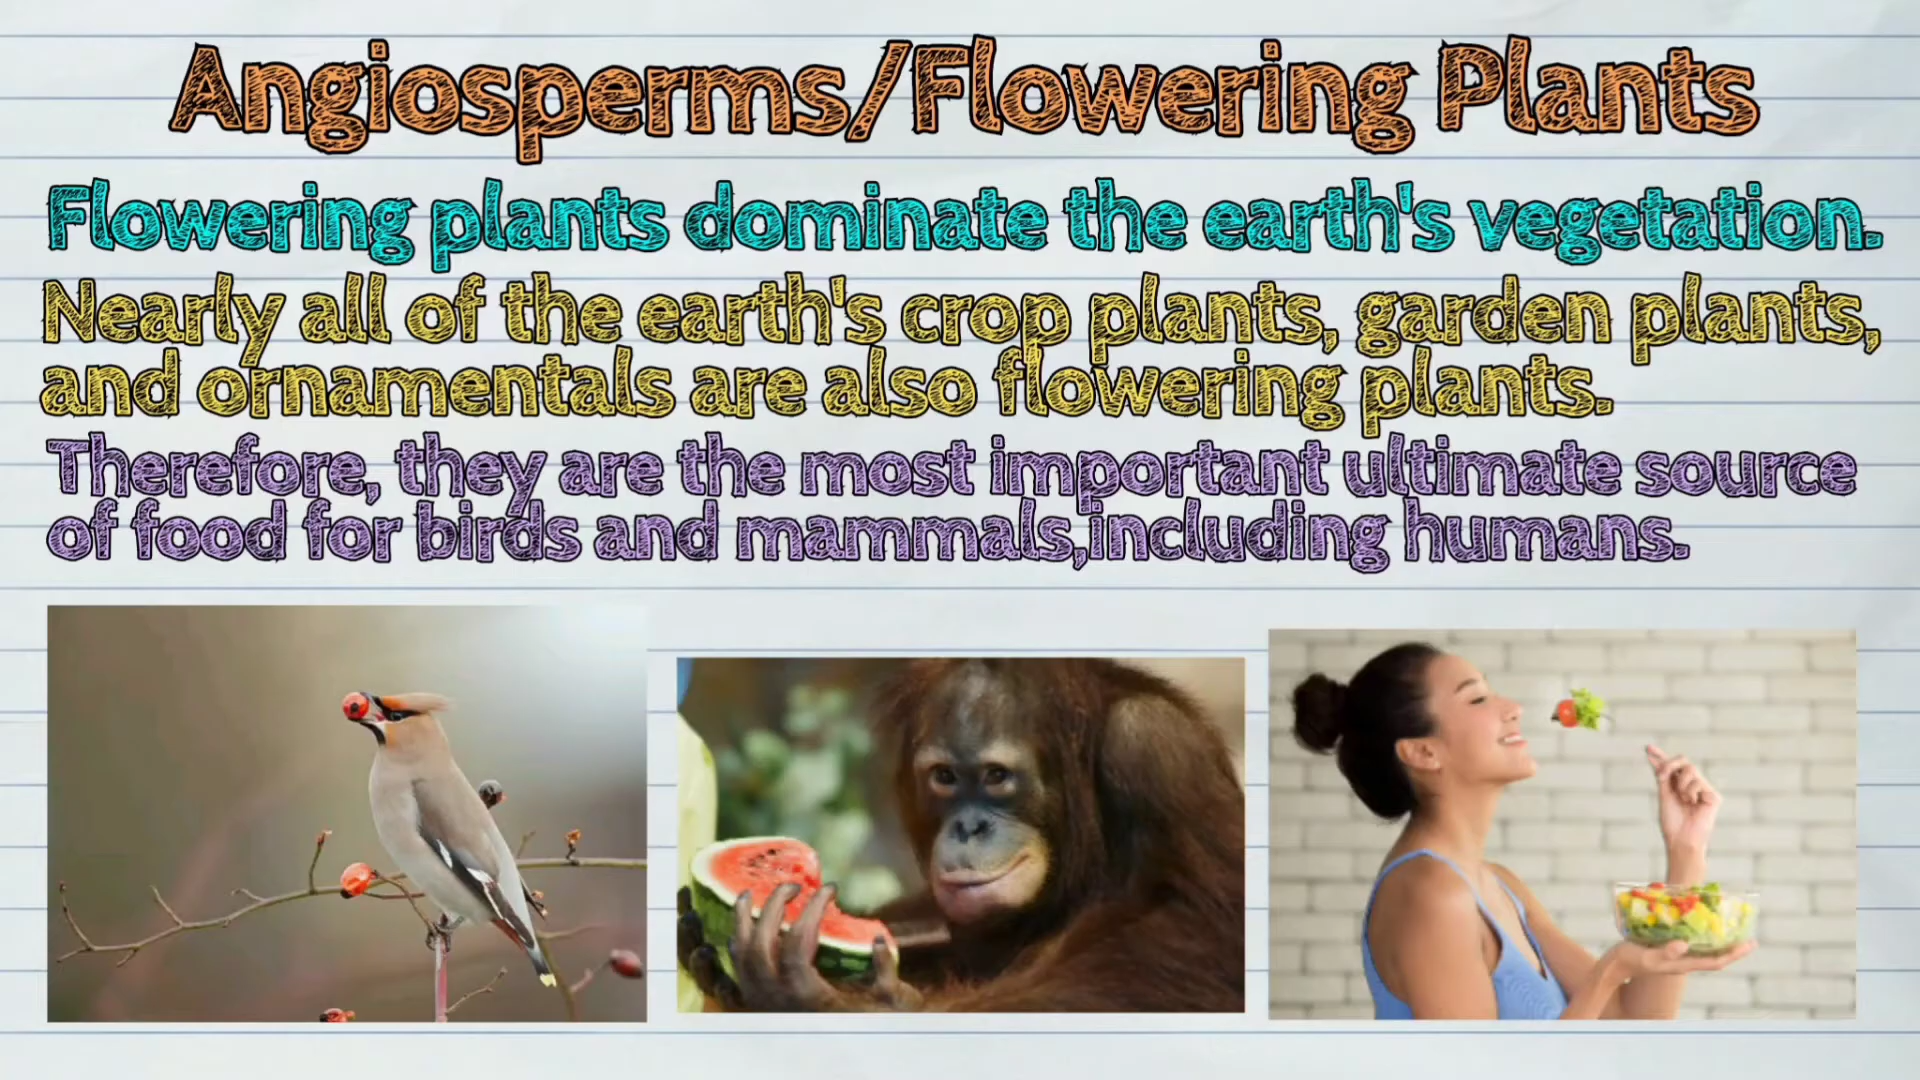 Angiosperms/Flowering Plants
Flowering plants dominate the earth's vegetation.
Nearly all of the earth's crop plants, garden plants,
and ornamentals are also flowering plants.
Therefore, they are the most important ultimate source
of food for birds and mammals,including humans.